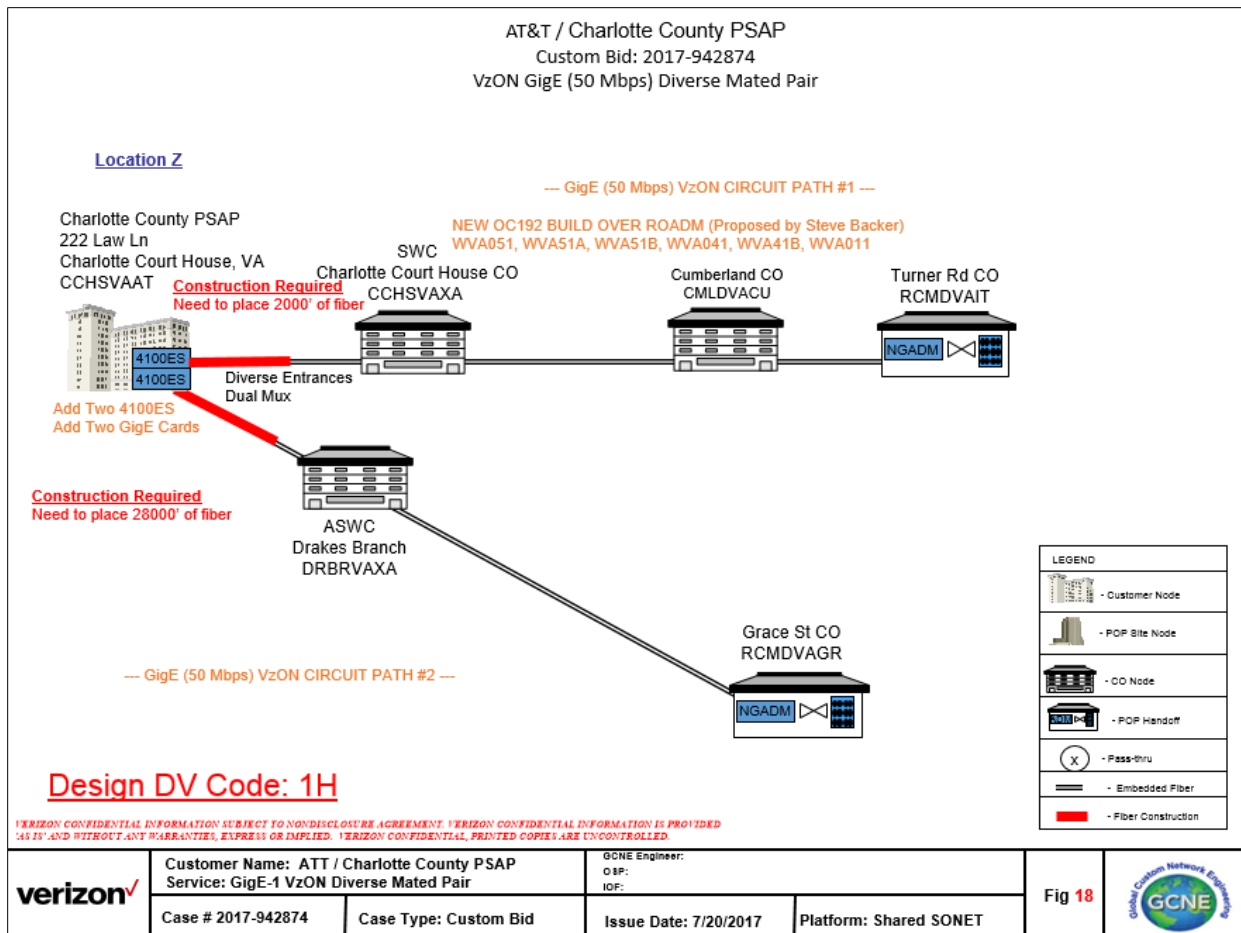 AT&T / Charlotte County PSAP
Custom Bid: 2017-942874
VzON GigE (50 Mbps) Diverse Mated Pair
Location Z
--- GigE (50 Mbps) VzON CIRCUIT PATH #1 ---
NEW OC192 BUILD OVER ROADM (Proposed by Steve Backer)
WVA051, WVA51A, WVA51B, WVA041, WVA41B, WVA011
Charlotte County PSAP
222 Law Ln
Charlotte Court House, VA
CCHSVAAT
Construction Required
Need to place 2000' of fiber
SWC
Charlotte Court House CO
CCHSVAXA
Cumberland CO
CMLDVACU
Turner Rd CO
RCMDVAIT
4100ES
4100ES
NGADM
Diverse Entrances
Dual Mux
Add Two 4100ES
Add Two GigE Cards
Construction Required
Need to place 28000' of fiber
ASWC
Drakes Branch
DRBRVAXA
Grace St CO
RCMDVAGR
NGADM
--- GigE (50 Mbps) VzON CIRCUIT PATH #2 ---
LEGEND
- Customer Node
- POP Site Node
- CO Node
- POP Handoff
X
- Pass-thru
- Embedded Fiber
- Fiber Construction
Design DV Code: 1H
VERIZON CONFIDENTIAL INFORMATION SUBJECT TO NONDISCLOSURE AGREEMENT. VERIZON CONFIDENTIAL INFORMATION IS PROVIDED
'AS IS' AND WITHOUT ANY WARRANTIES, EXPRESS OR IMPLIED. VERIZON CONFIDENTIAL, PRINTED COPIES ARE UNCONTROLLED.
verizon
Customer Name: ATT / Charlotte County PSAP
Service: GigE-1 VzON Diverse Mated Pair
GCNE Engineer:
OSP:
IOF:
Case # 2017-942874
Case Type: Custom Bid
Issue Date: 7/20/2017
Platform: Shared SONET
Fig 18
Global Custom Network Engineering
GCNE